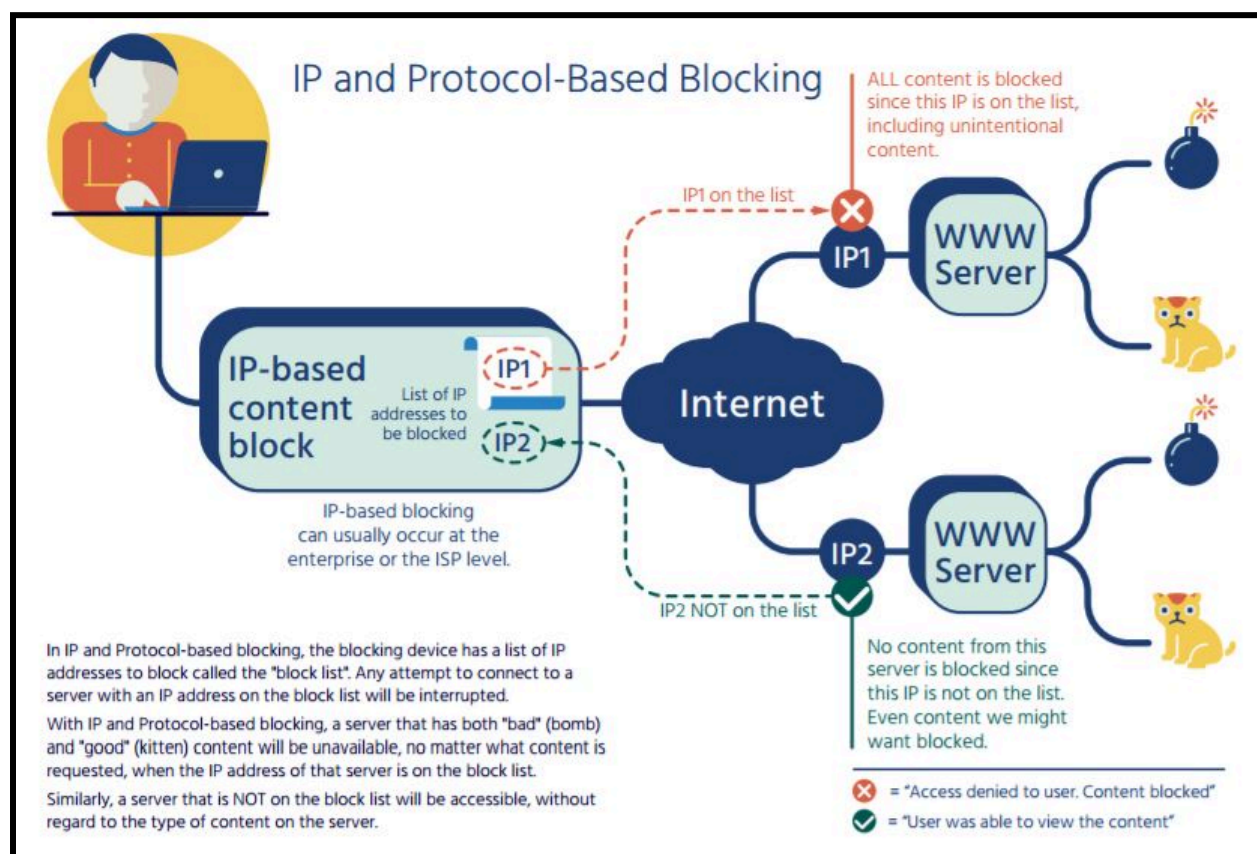 IP and Protocol-Based Blocking
ALL content is blocked
since this IP is on the list,
including unintentional
content.
IP1 on the list
IP1
WWW
Server
IP-based
content
block
List of IP
addresses to
be blocked
IP1
IP2
Internet
IP-based blocking
can usually occur at the
enterprise or the ISP level.
IP2
WWW
Server
IP2 NOT on the list
No content from this
server is blocked since
this IP is not on the list.
Even content we might
want blocked.
In IP and Protocol-based blocking, the blocking device has a list of IP
addresses to block called the "block list". Any attempt to connect to a
server with an IP address on the block list will be interrupted.
With IP and Protocol-based blocking, a server that has both "bad" (bomb)
and "good" (kitten) content will be unavailable, no matter what content is
requested, when the IP address of that server is on the block list.
Similarly, a server that is NOT on the block list will be accessible, without
regard to the type of content on the server.
= "Access denied to user. Content blocked"
= "User was able to view the content"